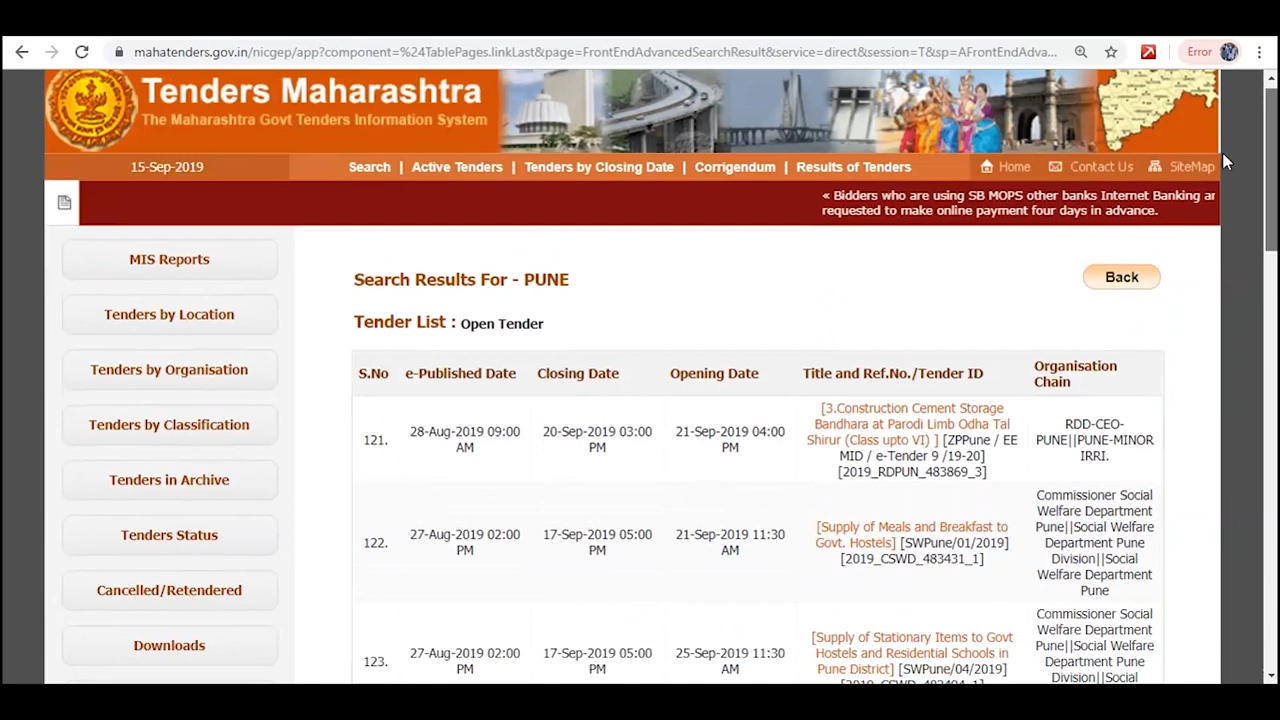 mahatenders.gov.in/nicgep/app?component=%24TablePages.linkLast&page=FrontEndAdvancedSearchResult&service=direct&session=T&sp=AFrontEndAdva...
Error
Tenders Maharashtra
The Maharashtra Govt Tenders Information System
15-Sep-2019
Search | Active Tenders | Tenders by Closing Date | Corrigendum | Results of Tenders
Home
Contact Us
SiteMap
« Bidders who are using SB MOPS other banks Internet Banking ar
requested to make online payment four days in advance.
MIS Reports
Tenders by Location
Tenders by Organisation
Tenders by Classification
Tenders in Archive
Tenders Status
Cancelled/Retendered
Downloads
Search Results For - PUNE
Back
Tender List : Open Tender
S.No
e-Published Date
Closing Date
Opening Date
Title and Ref.No./Tender ID
Organisation
Chain
121.
28-Aug-2019 09:00
AM
20-Sep-2019 03:00
PM
21-Sep-2019 04:00
PM
[3.Construction Cement Storage
Bandhara at Parodi Limb Odha Tal
Shirur (Class upto VI) ] [ZPPune / EE
MID / e-Tender 9 /19-20]
[2019_RDPUN_483869_3]
RDD-CEO-
PUNE||PUNE-MINOR
IRRI.
122.
27-Aug-2019 02:00
PM
17-Sep-2019 05:00
PM
21-Sep-2019 11:30
AM
[Supply of Meals and Breakfast to
Govt. Hostels] [SWPune/01/2019]
[2019_CSWD_483431_1]
Commissioner Social
Welfare Department
Pune||Social Welfare
Department Pune
Division||Social
Welfare Department
Pune
123.
27-Aug-2019 02:00
PM
17-Sep-2019 05:00
PM
25-Sep-2019 11:30
AM
[Supply of Stationary Items to Govt
Hostels and Residential Schools in
Pune District] [SWPune/04/2019]
Commissioner Social
Welfare Department
Pune||Social Welfare
Department Pune
Division||Social